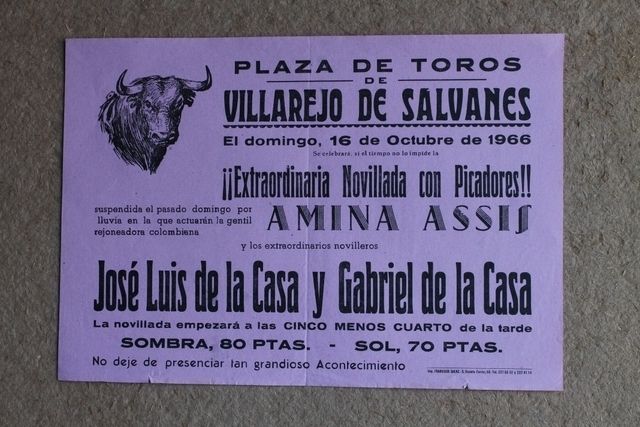 PLAZA DE TOROS
DE
VILLAREJO DE SALVANES
El domingo, 16 de Octubre de 1966
Se celebrará, si el tiempo no lo impide la
¡¡Extraordinaria Novillada con Picadores!!
suspendida el pasado domingo por
lluvia en la que actuarán la gentil
rejoneadora colombiana
AMINA ASSIS
y los extraordinarios novilleros
José Luis de la Casa y Gabriel de la Casa
La novillada empezará a las CINCO MENOS CUARTO de la tarde
SOMBRA, 80 PTAS. - SOL, 70 PTAS.
No deje de presenciar tan grandioso Acontecimiento